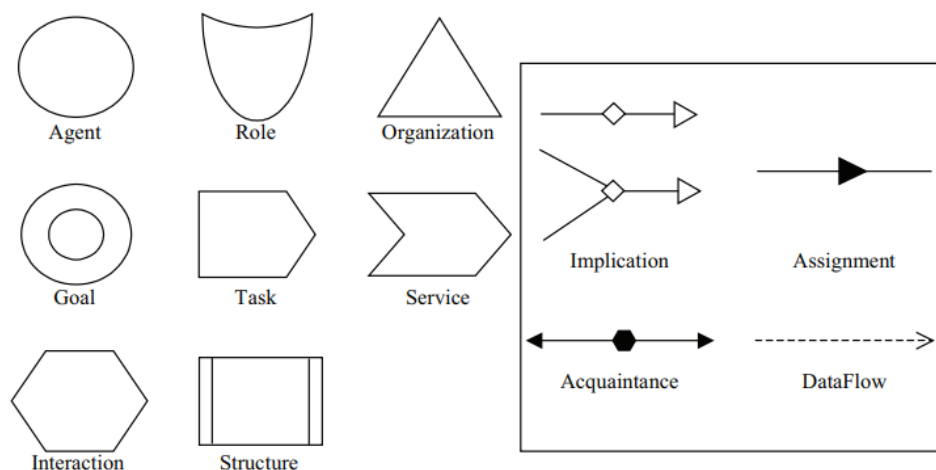 Agent
Role
Organization
Goal
Task
Service
Interaction
Structure
Implication
Assignment
Acquaintance
DataFlow